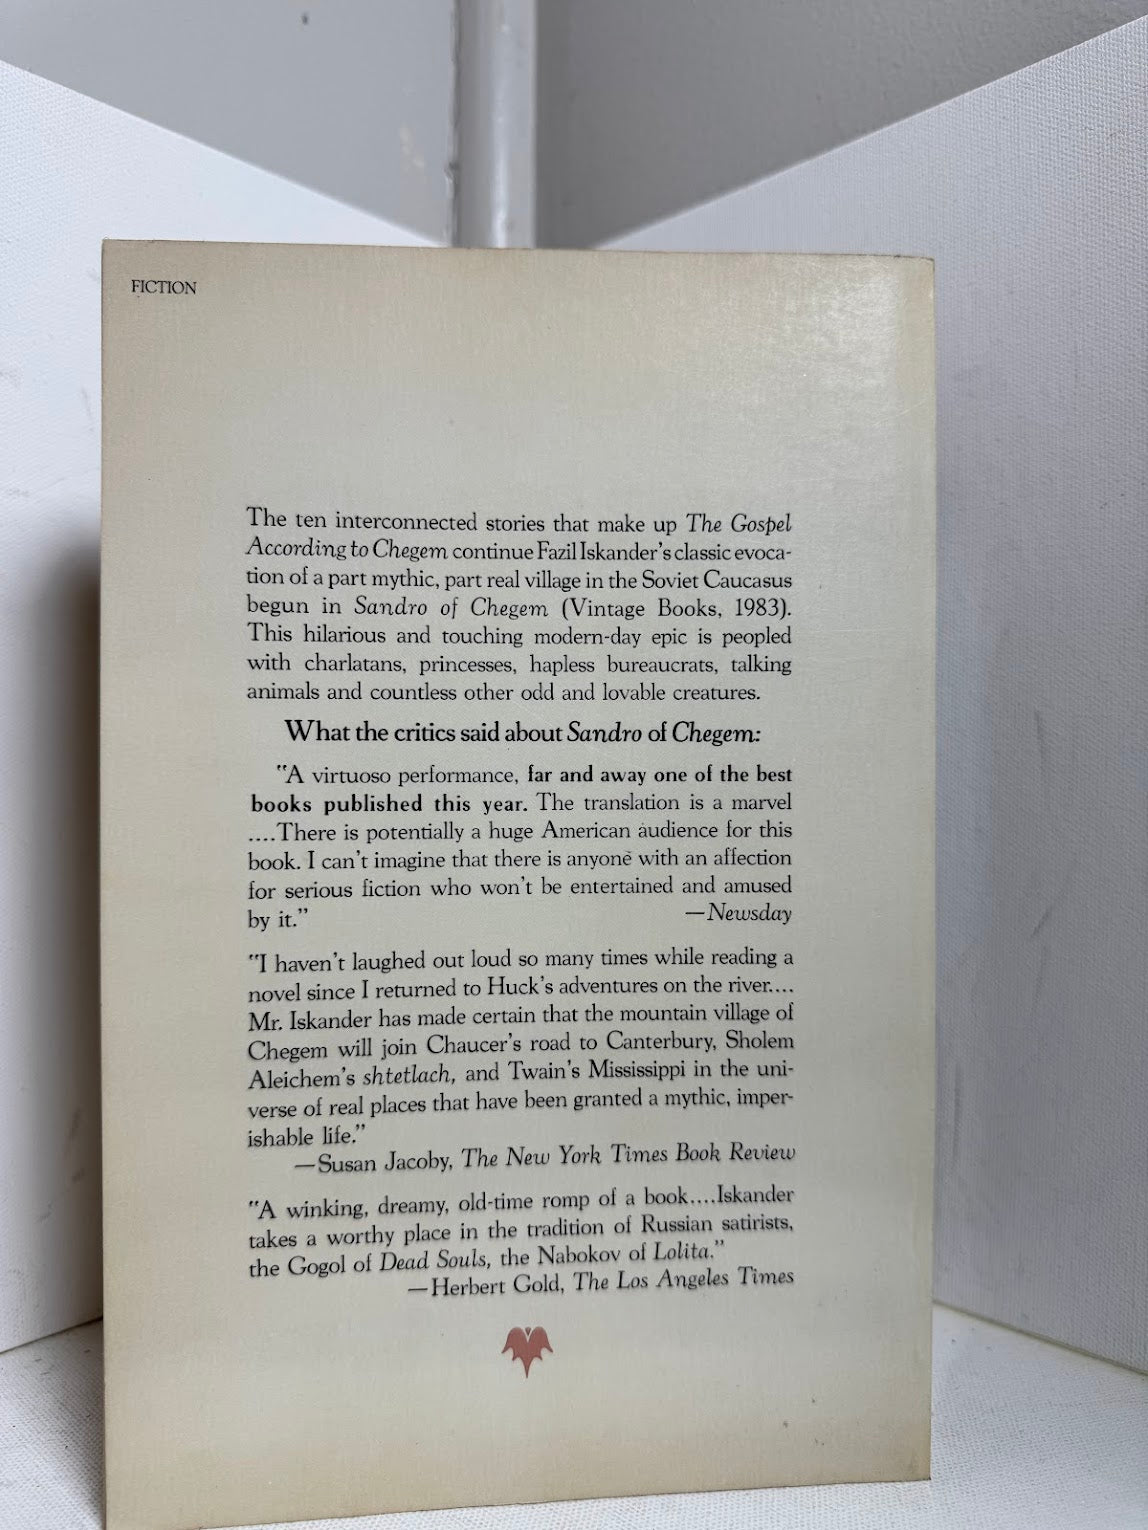 FICTION
The ten interconnected stories that make up The Gospel
According to Chegem continue Fazil Iskander's classic evoca-
tion of a part mythic, part real village in the Soviet Caucasus
begun in Sandro of Chegem (Vintage Books, 1983).
This hilarious and touching modern-day epic is peopled
with charlatans, princesses, hapless bureaucrats, talking
animals and countless other odd and lovable creatures.
What the critics said about Sandro of Chegem:
"A virtuoso performance, far and away one of the best
books published this year. The translation is a marvel
....There is potentially a huge American audience for this
book. I can't imagine that there is anyone with an affection
for serious fiction who won't be entertained and amused
by it." —Newsday
"I haven't laughed out loud so many times while reading a
novel since I returned to Huck's adventures on the river....
Mr. Iskander has made certain that the mountain village of
Chegem will join Chaucer's road to Canterbury, Sholem
Aleichem's shtetlach, and Twain's Mississippi in the uni-
verse of real places that have been granted a mythic, imper-
ishable life."
—Susan Jacoby, The New York Times Book Review
"A winking, dreamy, old-time romp of a book....Iskander
takes a worthy place in the tradition of Russian satirists,
the Gogol of Dead Souls, the Nabokov of Lolita."
—Herbert Gold, The Los Angeles Times